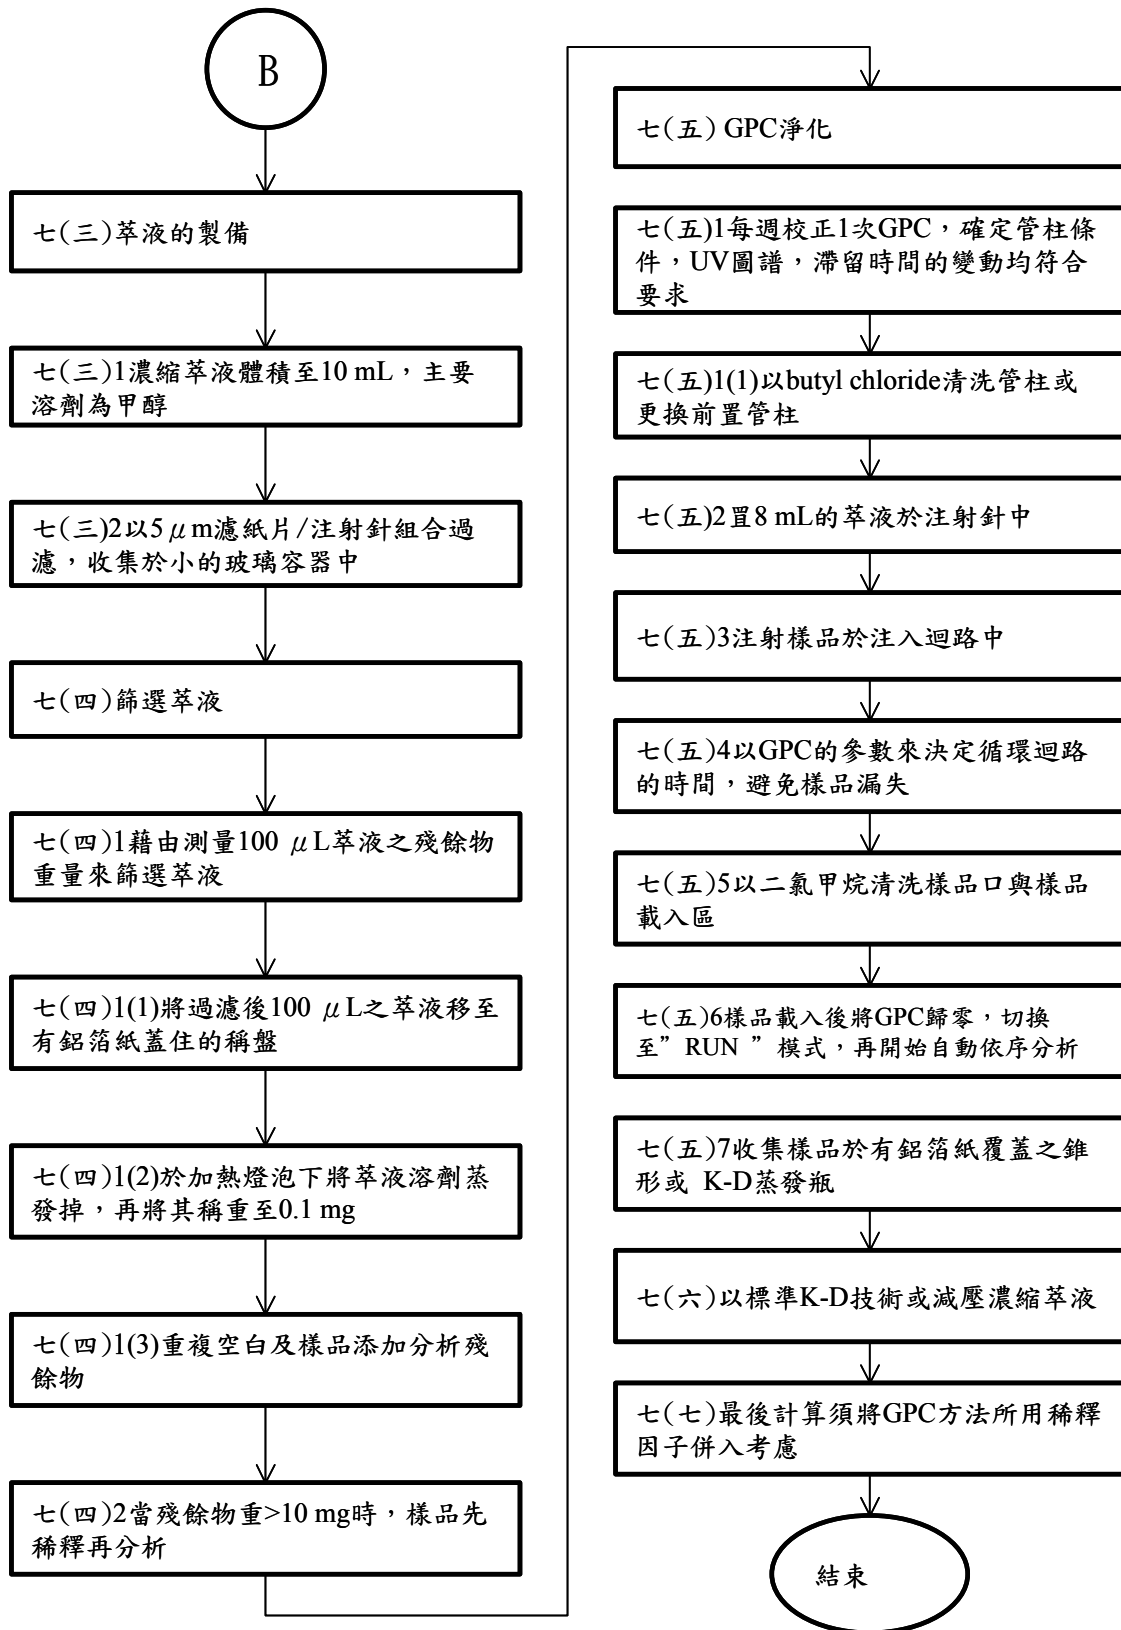 B
七(三)萃液的製備
七(三)1濃縮萃液體積至10 mL，主要
溶劑為甲醇
七(三)2以5μm濾紙片/注射針組合過
濾，收集於小的玻璃容器中
七(四)篩選萃液
七(四)1藉由測量100 μL萃液之殘餘物
重量來篩選萃液
七(四)1(1)將過濾後100 μL之萃液移至
有鋁箔紙蓋住的稱盤
七(四)1(2)於加熱燈泡下將萃液溶劑蒸
發掉，再將其稱重至0.1 mg
七(四)1(3)重複空白及樣品添加分析殘
餘物
七(四)2當殘餘物重>10 mg時，樣品先
稀釋再分析
七(五) GPC淨化
七(五)1每週校正1次GPC，確定管柱條
件，UV圖譜，滯留時間的變動均符合
要求
七(五)1(1)以butyl chloride清洗管柱或
更換前置管柱
七(五)2置8 mL的萃液於注射針中
七(五)3注射樣品於注入迴路中
七(五)4以GPC的參數來決定循環迴路
的時間，避免樣品漏失
七(五)5以二氯甲烷清洗樣品口與樣品
載入區
七(五)6樣品載入後將GPC歸零，切換
至”RUN ”模式，再開始自動依序分析
七(五)7收集樣品於有鋁箔紙覆蓋之錐
形或 K-D蒸發瓶
七(六)以標準K-D技術或減壓濃縮萃液
七(七)最後計算須將GPC方法所用稀釋
因子併入考慮
結束